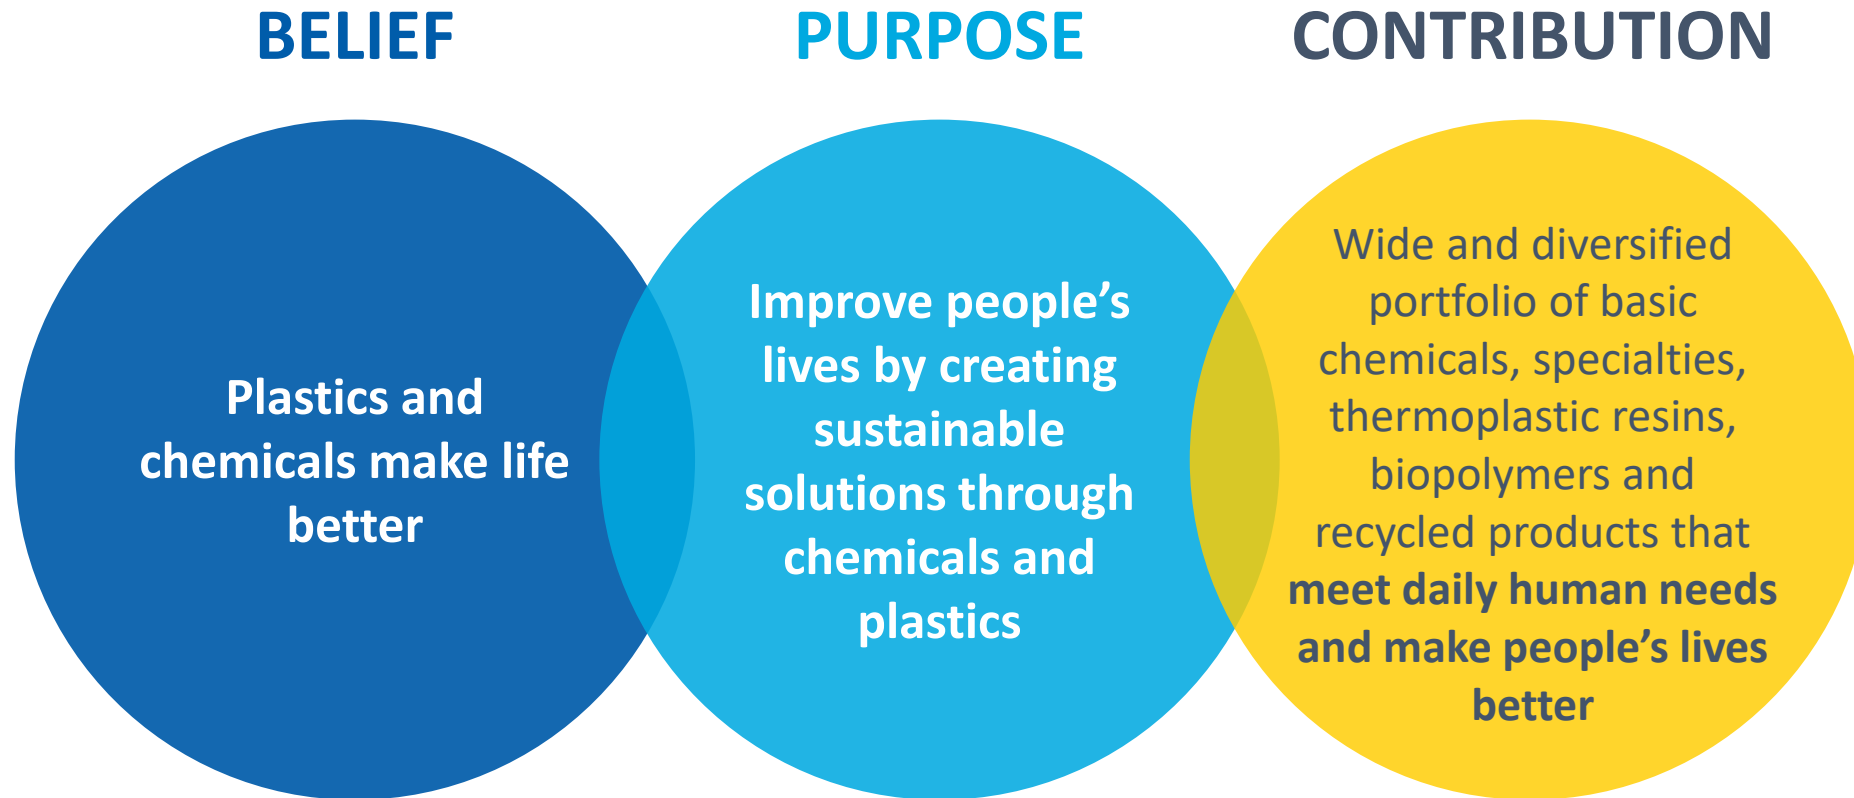 BELIEF
Plastics and
chemicals make life
better
PURPOSE
Improve people’s
lives by creating
sustainable
solutions through
chemicals and
plastics
CONTRIBUTION
Wide and diversified
portfolio of basic
chemicals, specialties,
thermoplastic resins,
biopolymers and
recycled products that
meet daily human needs
and make people’s lives
better